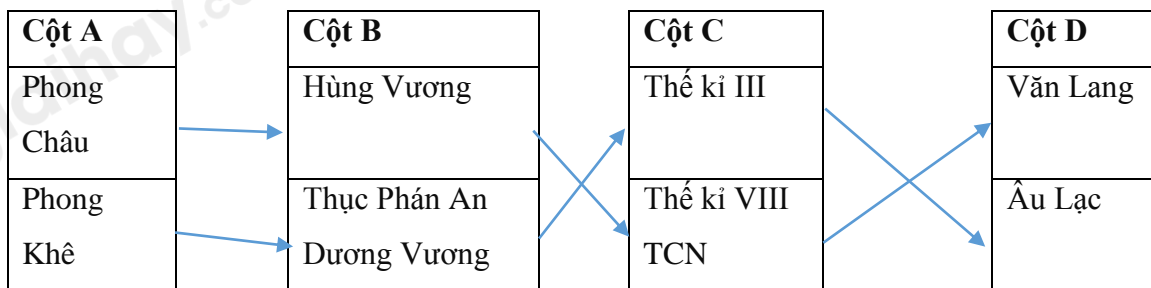 Cột A
Cột B
Cột C
Cột D
Phong
Châu
Hùng Vương
Thế kỉ III
Văn Lang
Phong
Khê
Thục Phán An
Dương Vương
Thế kỉ VIII
TCN
Âu Lạc